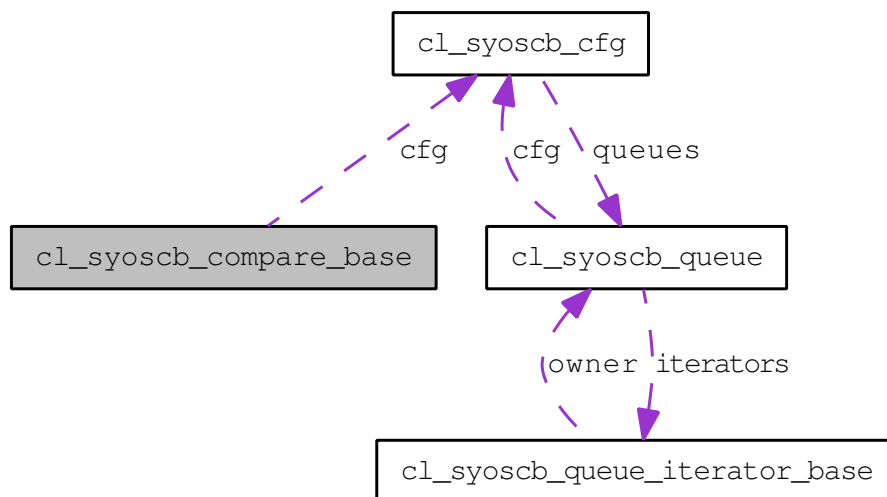 cl_syoscb_cfg
cfg cfg queues
cl_syoscb_compare_base cl_syoscb_queue
owner iterators
cl_syoscb_queue_iterator_base